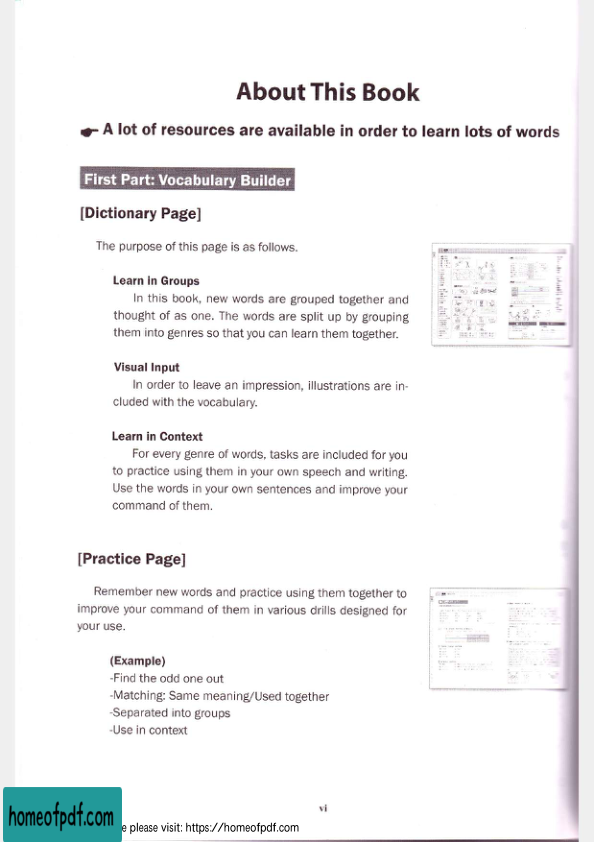 About This Book
A lot of resources are available in order to learn lots of words
First Part: Vocabulary Builder
[Dictionary Page]
The purpose of this page is as follows.
Learn in Groups
In this book, new words are grouped together and
thought of as one. The words are split up by grouping
them into genres so that you can learn them together.
Visual Input
In order to leave an impression, illustrations are in-
cluded with the vocabulary.
Learn in Context
For every genre of words, tasks are included for you
to practice using them in your own speech and writing.
Use the words in your own sentences and improve your
command of them.
[Practice Page]
Remember new words and practice using them together to
improve your command of them in various drills designed for
your use.
(Example)
-Find the odd one out
-Matching: Same meaning/Used together
-Separated into groups
-Use in context
vi
homeofpdf.com
please visit: https://homeofpdf.com